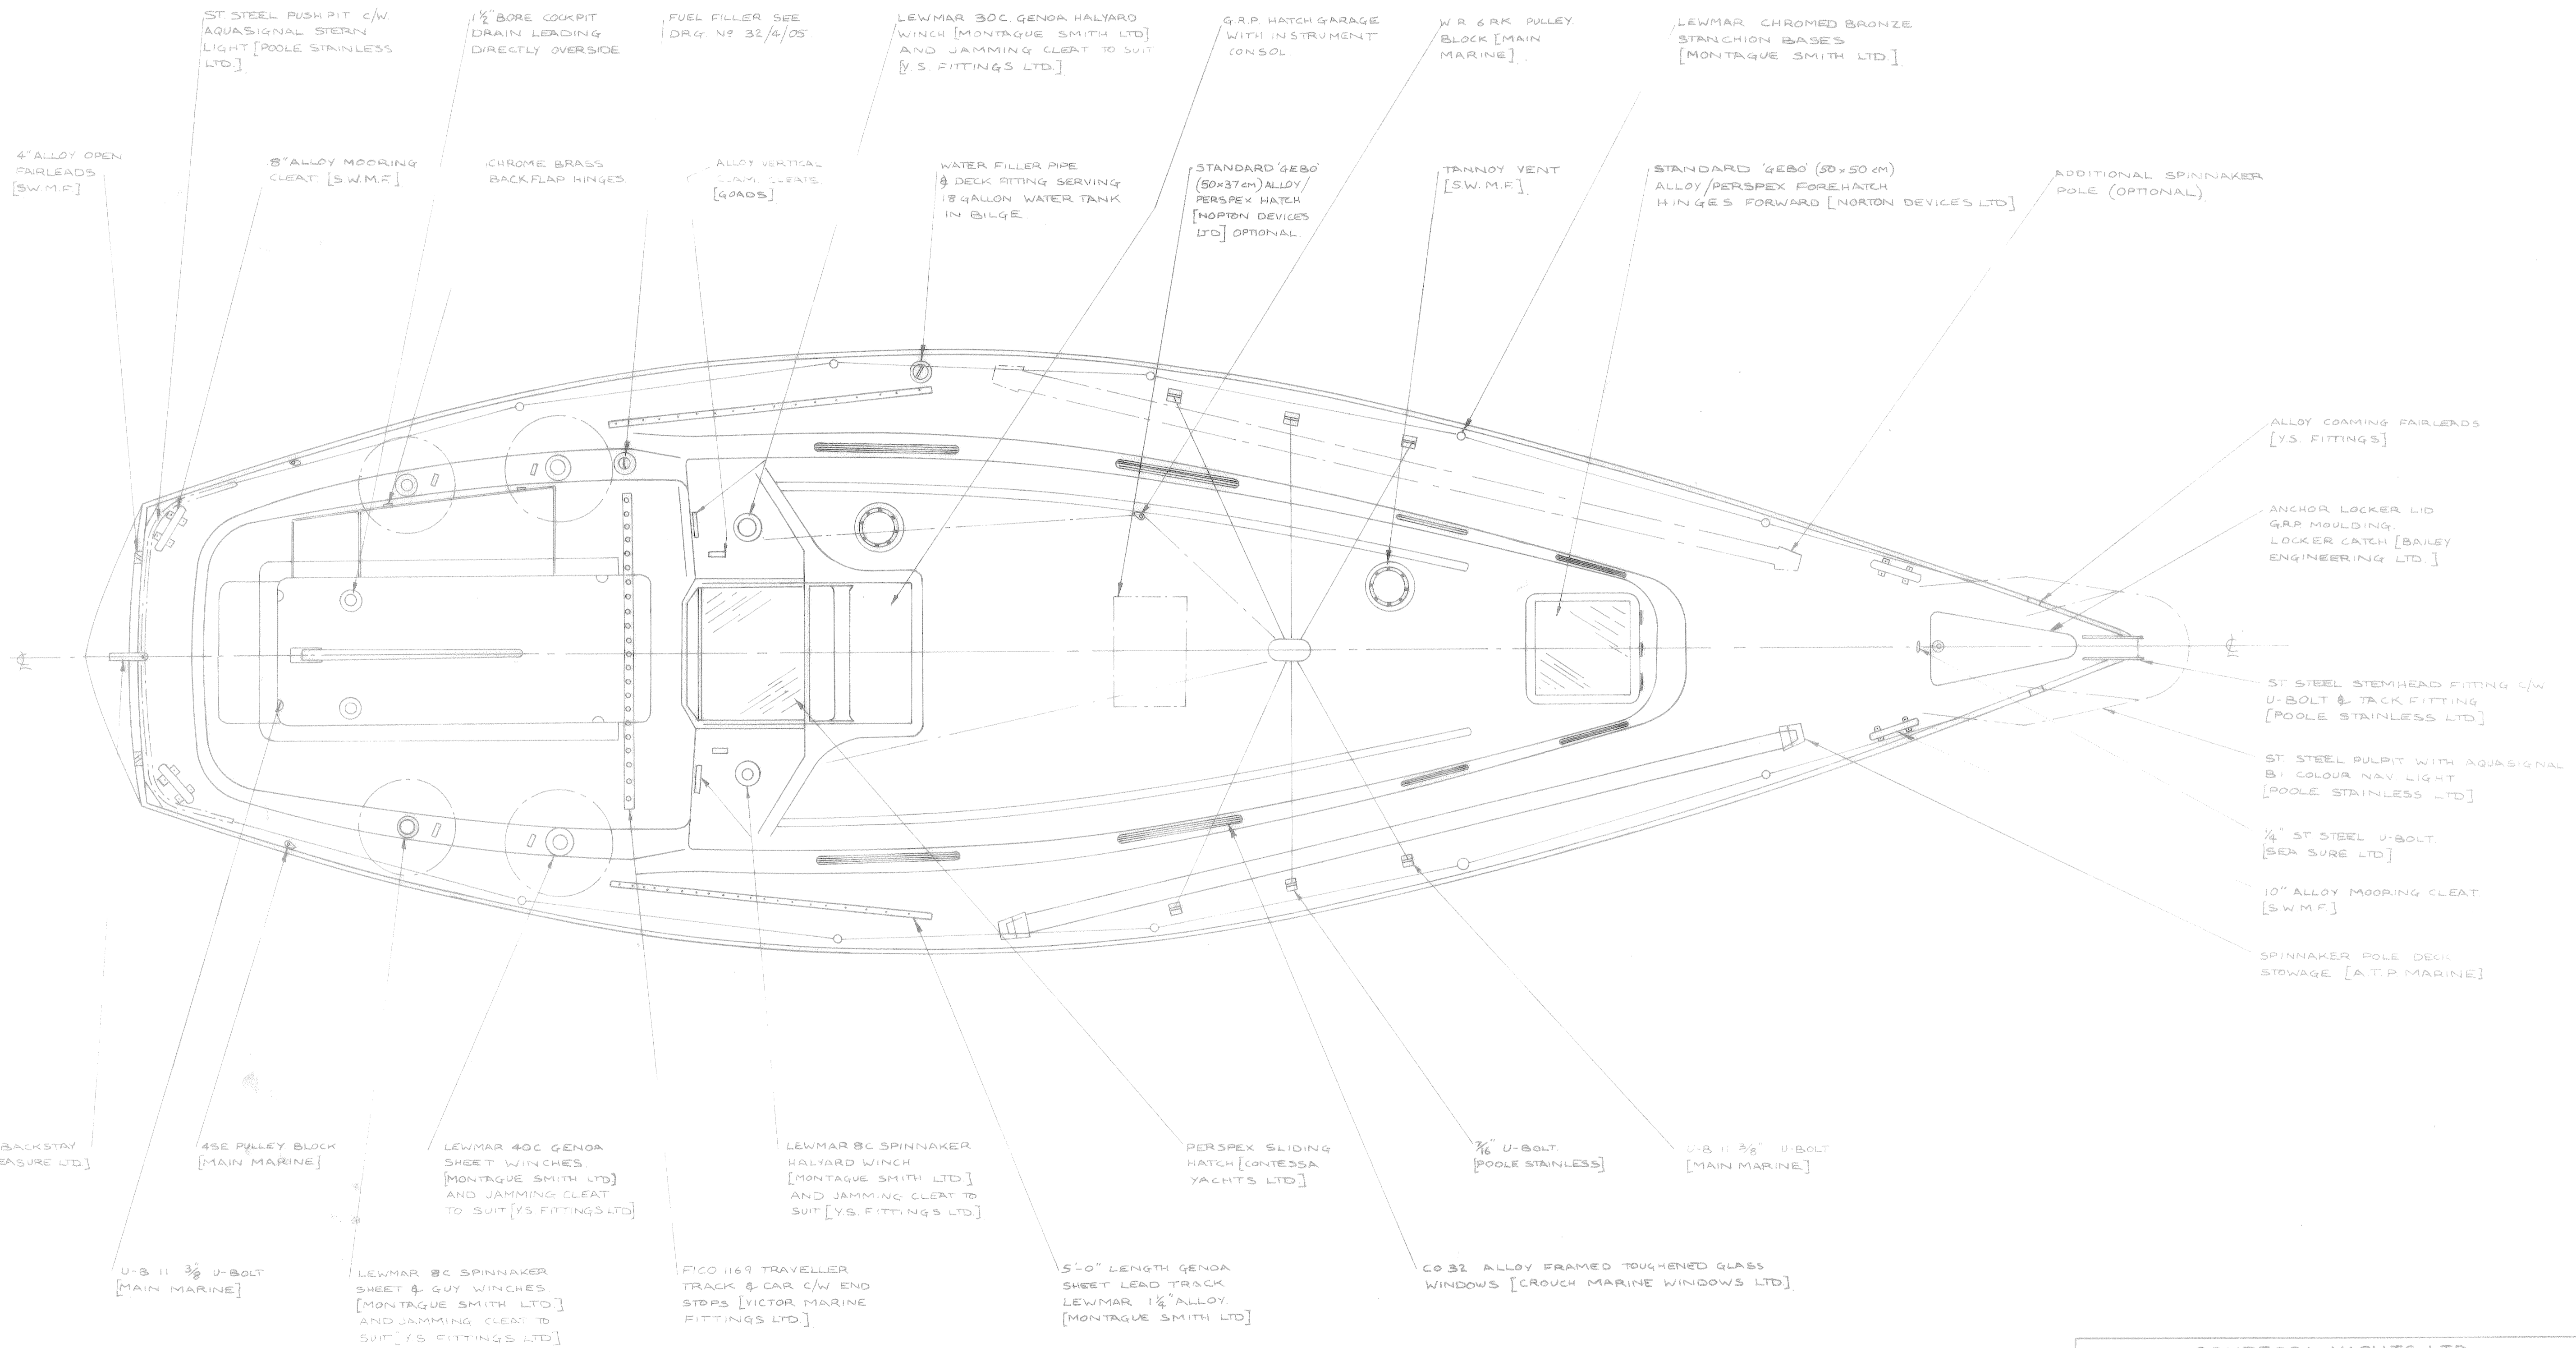 ST. STEEL PUSHPIT C/W.
AQUASIGNAL STERN
LIGHT [POOLE STAINLESS
LTD.]
1½" BORE COCKPIT
DRAIN LEADING
DIRECTLY OVERSIDE
FUEL FILLER SEE
DRG. Nº 32/4/05.
LEWMAR 30C. GENOA HALYARD
WINCH [MONTAGUE SMITH LTD]
AND JAMMING CLEAT TO SUIT
[Y.S. FITTINGS LTD.]
G.R.P HATCH GARAGE
WITH INSTRUMENT
CONSOL.
W R 6 RK PULLEY.
BLOCK [MAIN
MARINE]
LEWMAR CHROMED BRONZE
STANCHION BASES
[MONTAGUE SMITH LTD.]
4" ALLOY OPEN
FAIRLEADS
[S.W.M.F.]
8" ALLOY MOORING
CLEAT. [S.W.M.F.]
CHROME BRASS
BACKFLAP HINGES.
ALLOY VERTICAL
[GOADS]
WATER FILLER PIPE
& DECK FITTING SERVING
18 GALLON WATER TANK
IN BILGE.
STANDARD 'GEBO'
(50×37cm) ALLOY/
PERSPEX HATCH
[NOPTON DEVICES
LTD] OPTIONAL.
TANNOY VENT
[S.W.M.F.]
STANDARD 'GEBO' (50×50 cm)
ALLOY/PERSPEX FOREHATCH
HINGES FORWARD [NORTON DEVICES LTD]
ADDITIONAL SPINNAKER
POLE (OPTIONAL)
ALLOY COAMING FAIRLEADS
[Y.S. FITTINGS]
ANCHOR LOCKER LID
G.R.P MOULDING.
LOCKER CATCH [BAILEY
ENGINEERING LTD.]
℄
℄
ST STEEL STEMHEAD FITTING C/W
U-BOLT & TACK FITTING
[POOLE STAINLESS LTD]
ST. STEEL PULPIT WITH AQUASIGNAL
BI COLOUR NAV. LIGHT
[POOLE STAINLESS LTD]
¼" ST STEEL U-BOLT
[SEA SURE LTD]
10" ALLOY MOORING CLEAT
[S.W.M.F]
SPINNAKER POLE DECK
STOWAGE [A.T.P MARINE]
BACKSTAY
EASURE LTD]
4SE PULLEY BLOCK
[MAIN MARINE]
LEWMAR 40C GENOA
SHEET WINCHES.
[MONTAGUE SMITH LTD]
AND JAMMING CLEAT
TO SUIT [Y.S. FITTINGS LTD]
LEWMAR 8C SPINNAKER
HALYARD WINCH
[MONTAGUE SMITH LTD.]
AND JAMMING CLEAT TO
SUIT [Y.S. FITTINGS LTD.]
PERSPEX SLIDING
HATCH [CONTESSA
YACHTS LTD.]
7/16" U-BOLT.
[POOLE STAINLESS]
U-B 11 3/8" U-BOLT
[MAIN MARINE]
U-B 11 3/8" U-BOLT
[MAIN MARINE]
LEWMAR 8C SPINNAKER
SHEET & GUY WINCHES
[MONTAGUE SMITH LTD.]
AND JAMMING CLEAT TO
SUIT [Y.S FITTINGS LTD]
FICO 1169 TRAVELLER
TRACK & CAR C/W END
STOPS [VICTOR MARINE
FITTINGS LTD.]
5'-0" LENGTH GENOA
SHEET LEAD TRACK
LEWMAR 1¼" ALLOY.
[MONTAGUE SMITH LTD]
CO 32 ALLOY FRAMED TOUGHENED GLASS
WINDOWS [CROUCH MARINE WINDOWS LTD.]